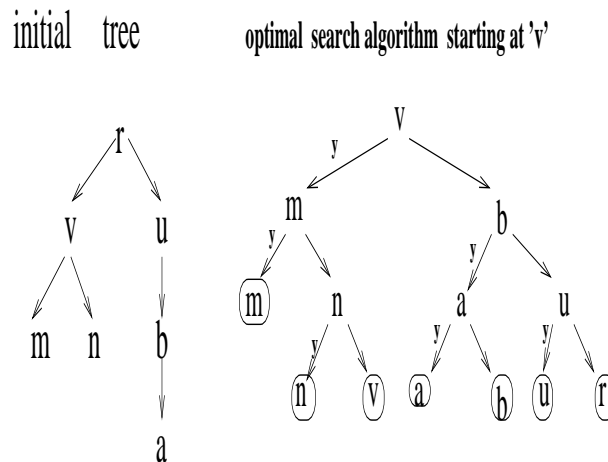 initial tree
optimal search algorithm starting at 'v'
r
v u
m n b
a
v
y
m b
y y
m n a u
y y y
n v a b u r